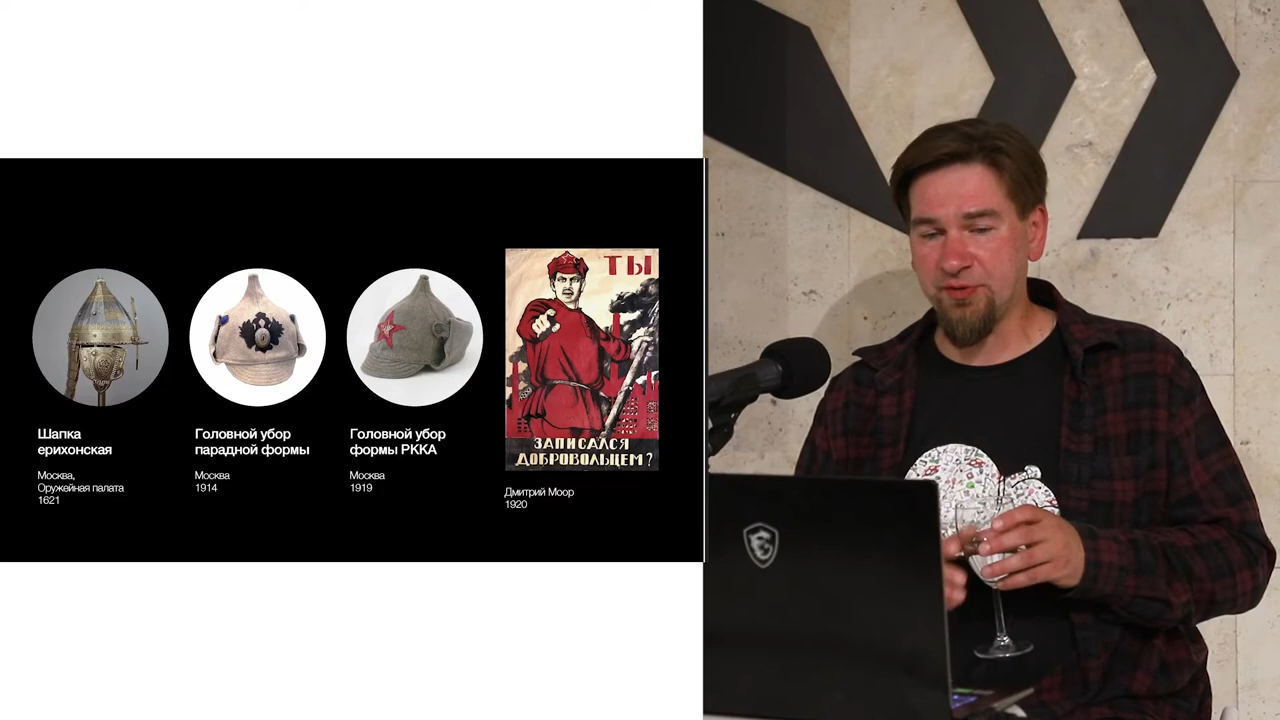 Шапка
ерихонская
Москва,
Оружейная палата
1621
Головной убор
парадной формы
Москва
1914
Головной убор
формы РККА
Москва
1919
ТЫ
ЗАПИСАЛСЯ
ДОБРОВОЛЬЦЕМ?
Дмитрий Моор
1920